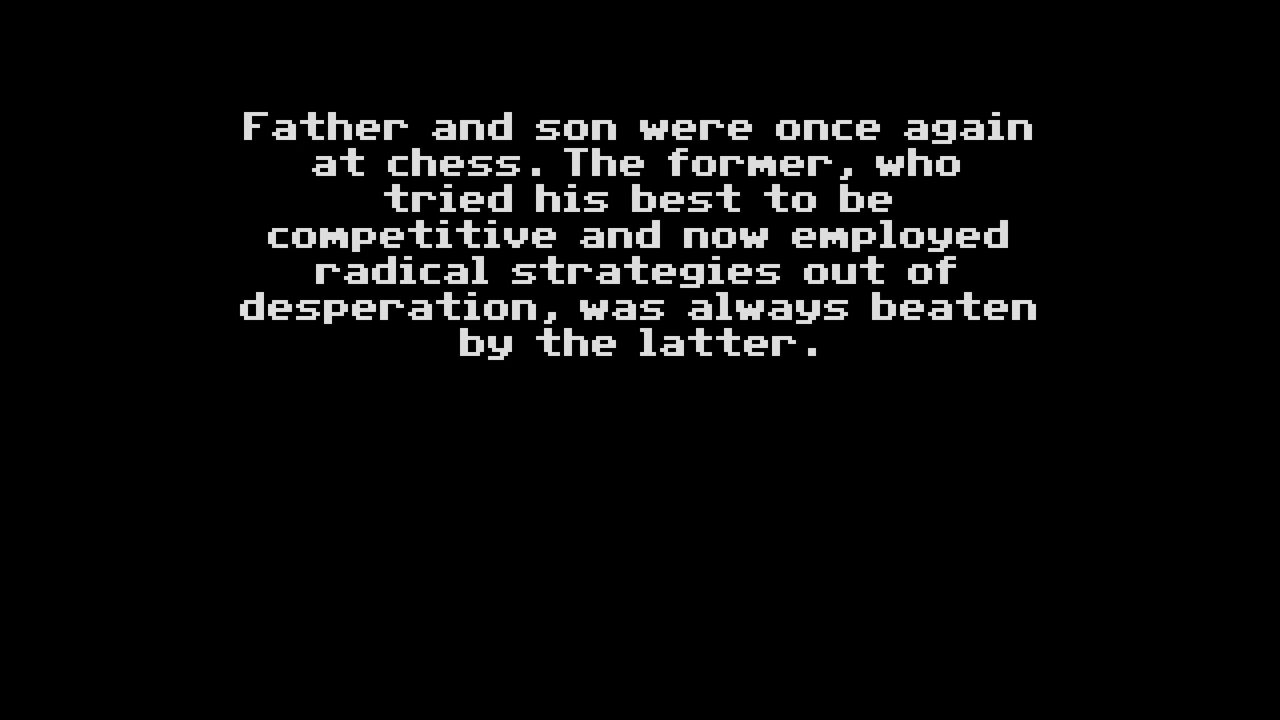 Father and son were once again
at chess. The former, who
tried his best to be
competitive and now employed
radical strategies out of
desperation, was always beaten
by the latter.